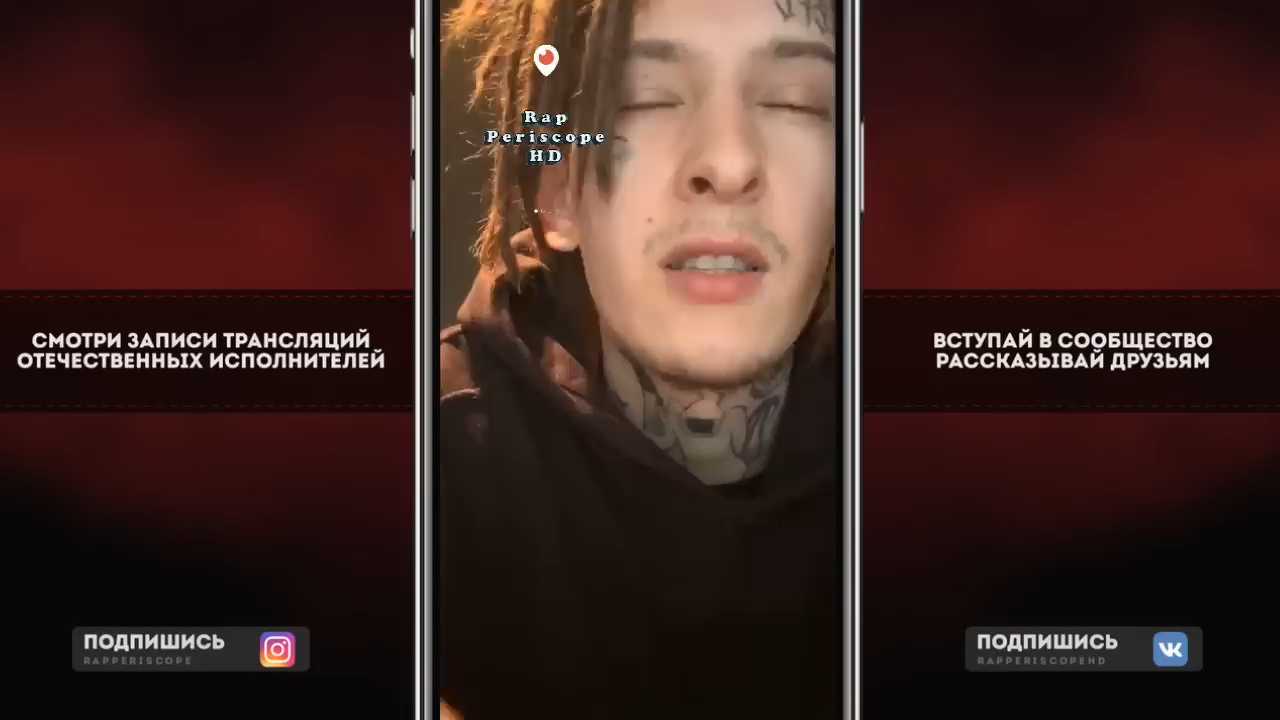 Rap
Periscope
HD
СМОТРИ ЗАПИСИ ТРАНСЛЯЦИЙ
ОТЕЧЕСТВЕННЫХ ИСПОЛНИТЕЛЕЙ
ВСТУПАЙ В СООБЩЕСТВО
РАССКАЗЫВАЙ ДРУЗЬЯМ
ПОДПИШИСЬ
RAPPERISCOPE
ПОДПИШИСЬ
RAPPERISCOPEHD